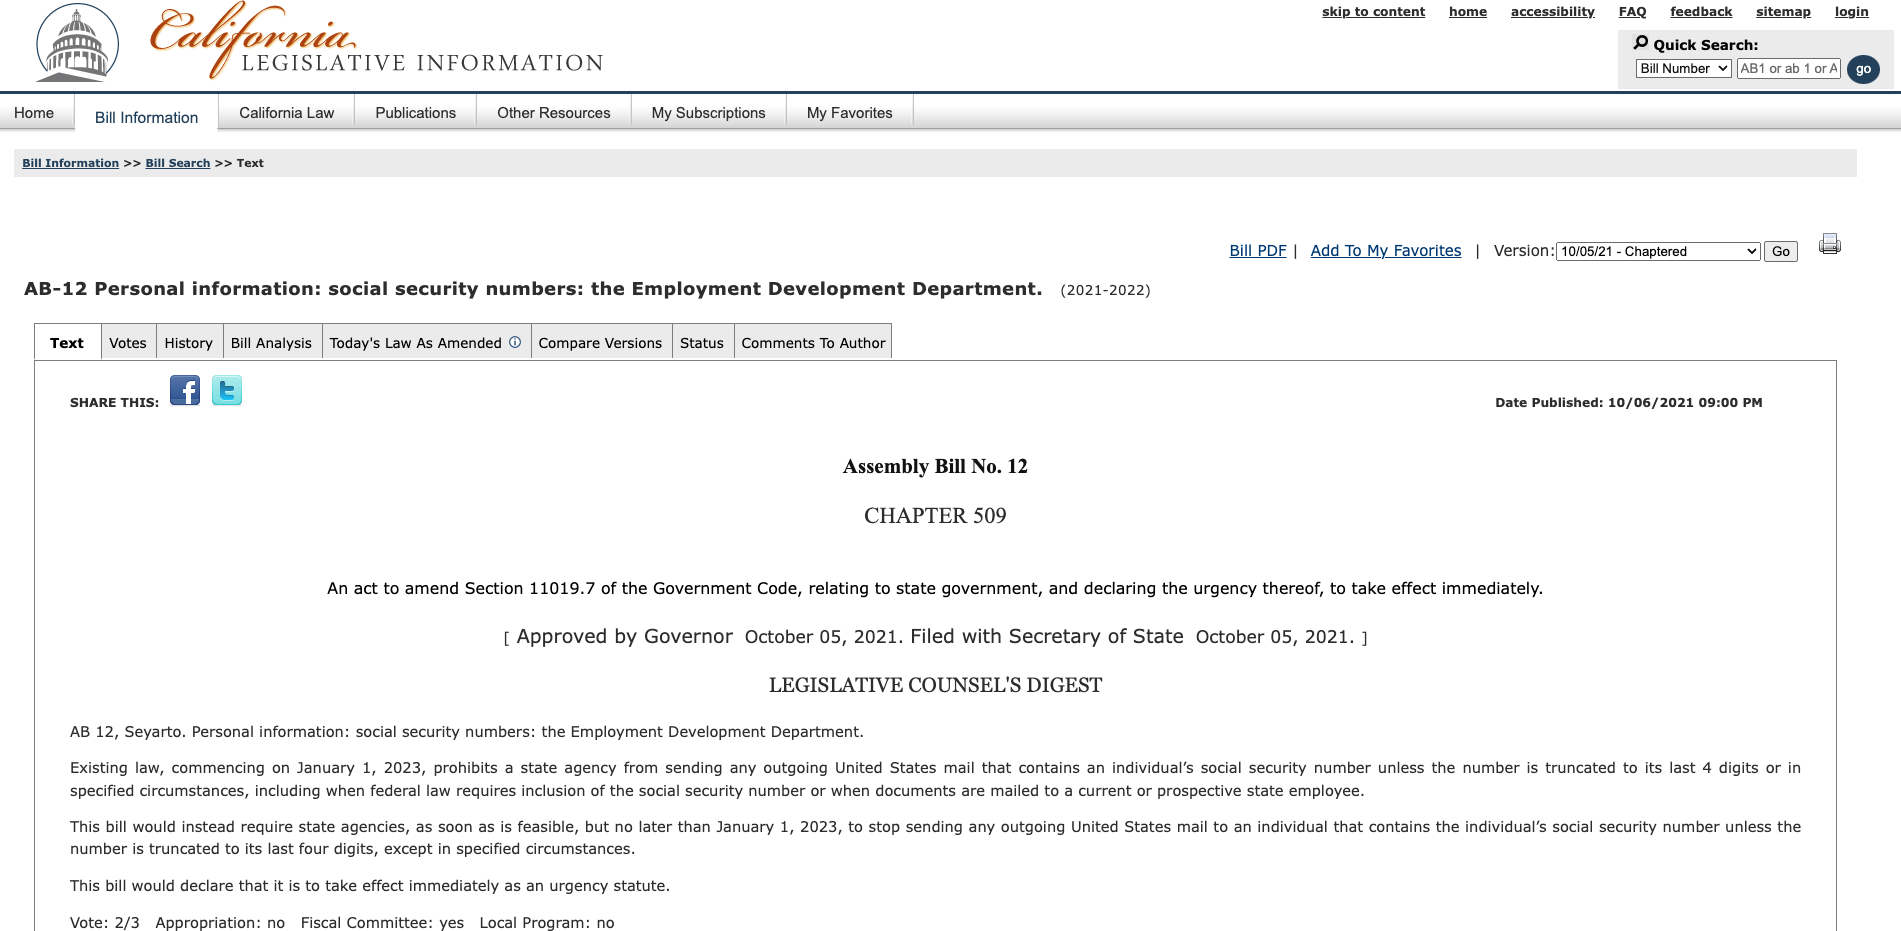 skip to content home accessibility FAQ feedback sitemap login
California
LEGISLATIVE INFORMATION
Quick Search:
Bill Number AB1 or ab 1 or A go
Home Bill Information California Law Publications Other Resources My Subscriptions My Favorites
Bill Information >> Bill Search >> Text
Bill PDF | Add To My Favorites | Version: 10/05/21 - Chaptered Go
AB-12 Personal information: social security numbers: the Employment Development Department. (2021-2022)
Text Votes History Bill Analysis Today's Law As Amended Compare Versions Status Comments To Author
SHARE THIS: f t Date Published: 10/06/2021 09:00 PM
Assembly Bill No. 12
CHAPTER 509
An act to amend Section 11019.7 of the Government Code, relating to state government, and declaring the urgency thereof, to take effect immediately.
[ Approved by Governor October 05, 2021. Filed with Secretary of State October 05, 2021. ]
LEGISLATIVE COUNSEL'S DIGEST
AB 12, Seyarto. Personal information: social security numbers: the Employment Development Department.
Existing law, commencing on January 1, 2023, prohibits a state agency from sending any outgoing United States mail that contains an individual’s social security number unless the number is truncated to its last 4 digits or in
specified circumstances, including when federal law requires inclusion of the social security number or when documents are mailed to a current or prospective state employee.
This bill would instead require state agencies, as soon as is feasible, but no later than January 1, 2023, to stop sending any outgoing United States mail to an individual that contains the individual’s social security number unless the
number is truncated to its last four digits, except in specified circumstances.
This bill would declare that it is to take effect immediately as an urgency statute.
Vote: 2/3 Appropriation: no Fiscal Committee: yes Local Program: no